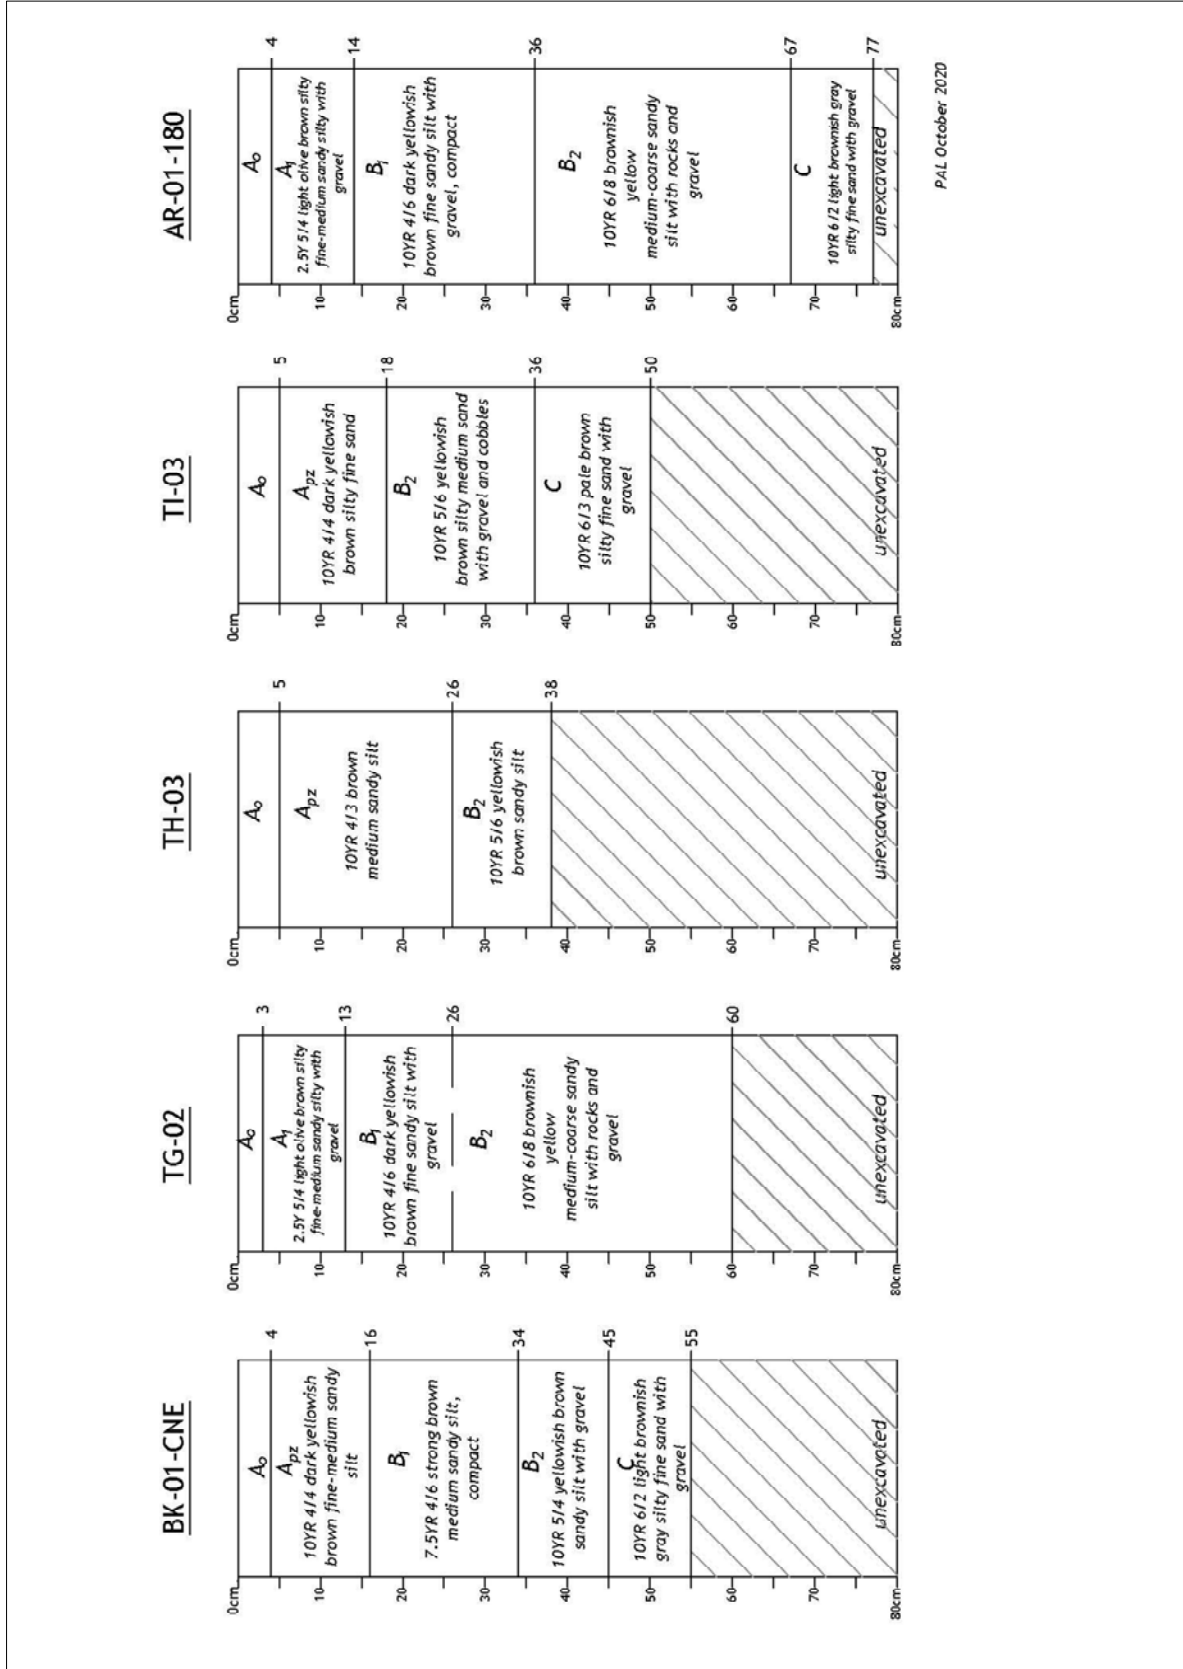 BK-01-CNE
0cm
10
20
30
40
50
60
70
80cm
Ao
4
Apz
10YR 4/4 dark yellowish
brown fine-medium sandy
silt
16
B1
7.5YR 4/6 strong brown
medium sandy silt,
compact
34
B2
10YR 5/4 yellowish brown
sandy silt with gravel
45
C
10YR 6/2 light brownish
gray silty fine sand with
gravel
55
unexcavated
TG-02
0cm
10
20
30
40
50
60
70
80cm
Ao
3
A1
2.5Y 5/4 light olive brown silty
fine-medium sandy silty with
gravel
13
B1
10YR 4/6 dark yellowish
brown fine sandy silt with
gravel
26
B2
10YR 6/8 brownish
yellow
medium-coarse sandy
silt with rocks and
gravel
60
unexcavated
TH-03
0cm
10
20
30
40
50
60
70
80cm
Ao
5
Apz
10YR 4/3 brown
medium sandy silt
26
B2
10YR 5/6 yellowish
brown sandy silt
38
unexcavated
TI-03
0cm
10
20
30
40
50
60
70
80cm
Ao
5
Apz
10YR 4/4 dark yellowish
brown silty fine sand
18
B2
10YR 5/6 yellowish
brown silty medium sand
with gravel and cobbles
36
C
10YR 6/3 pale brown
silty fine sand with
gravel
50
unexcavated
AR-01-180
0cm
10
20
30
40
50
60
70
80cm
Ao
4
A1
2.5Y 5/4 light olive brown silty
fine-medium sandy silty with
gravel
14
B1
10YR 4/6 dark yellowish
brown fine sandy silt with
gravel, compact
36
B2
10YR 6/8 brownish
yellow
medium-coarse sandy
silt with rocks and
gravel
67
C
10YR 6/2 light brownish gray
silty fine sand with gravel
77
unexcavated
PAL October 2020